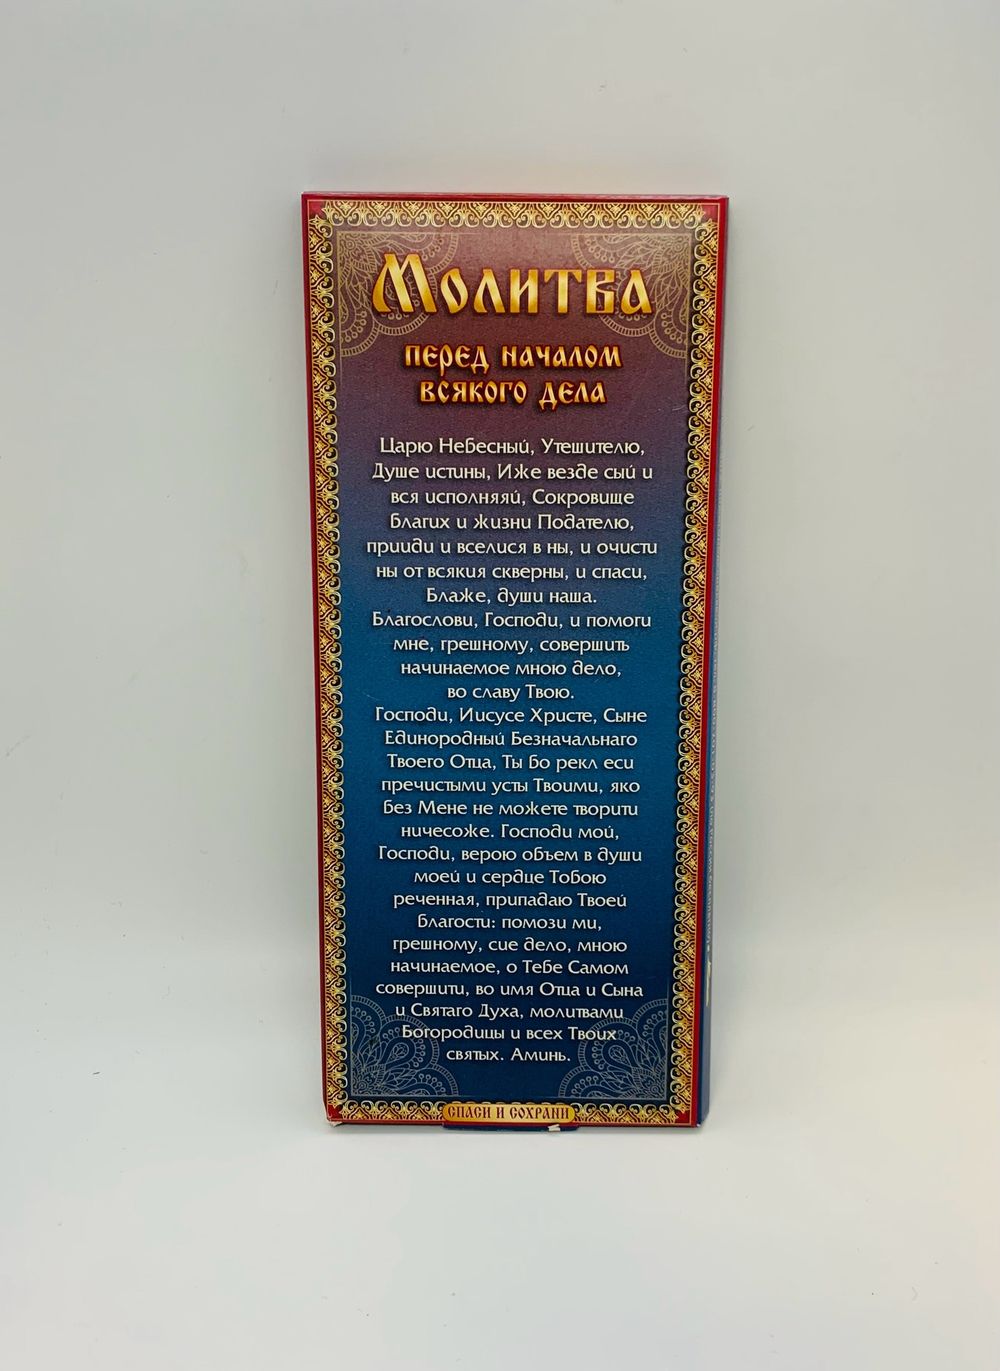 Молитва
перед началом
всякого дела
Царю Небесный, Утешителю,
Душе истины, Иже везде сый и
вся исполняяй, Сокровище
благих и жизни Подателю,
прииди и вселися в ны, и очисти
ны от всякия скверны, и спаси,
Блаже, души наша.
Благослови, Господи, и помоги
мне, грешному, совершить
начинаемое мною дело,
во славу Твою.
Господи, Иисусе Христе, Сыне
Единородный Безначальнаго
Твоего Отца, Ты бо рекл еси
пречистыми усты Твоими, яко
без Мене не можете творити
ничесоже. Господи мой,
Господи, верою объем в души
моей и сердце Тобою
реченная, припадаю Твоей
благости: помози ми,
грешному, сие дело, мною
начинаемое, о Тебе Самом
совершити, во имя Отца и Сына
и Святаго Духа, молитвами
Богородицы и всех Твоих
святых. Аминь.
СПАСИ И СОХРАНИ